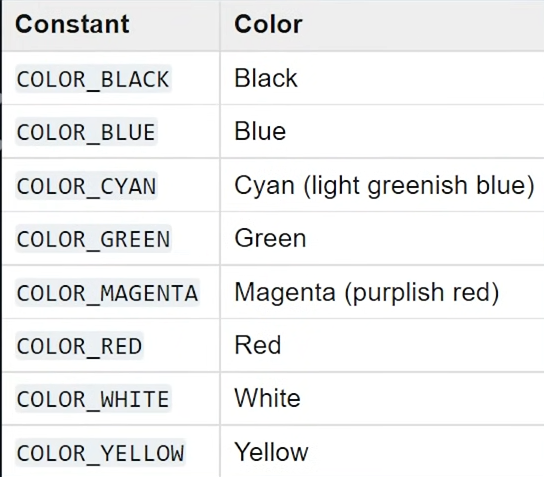 Constant Color
COLOR_BLACK Black
COLOR_BLUE Blue
COLOR_CYAN Cyan (light greenish blue)
COLOR_GREEN Green
COLOR_MAGENTA Magenta (purplish red)
COLOR_RED Red
COLOR_WHITE White
COLOR_YELLOW Yellow